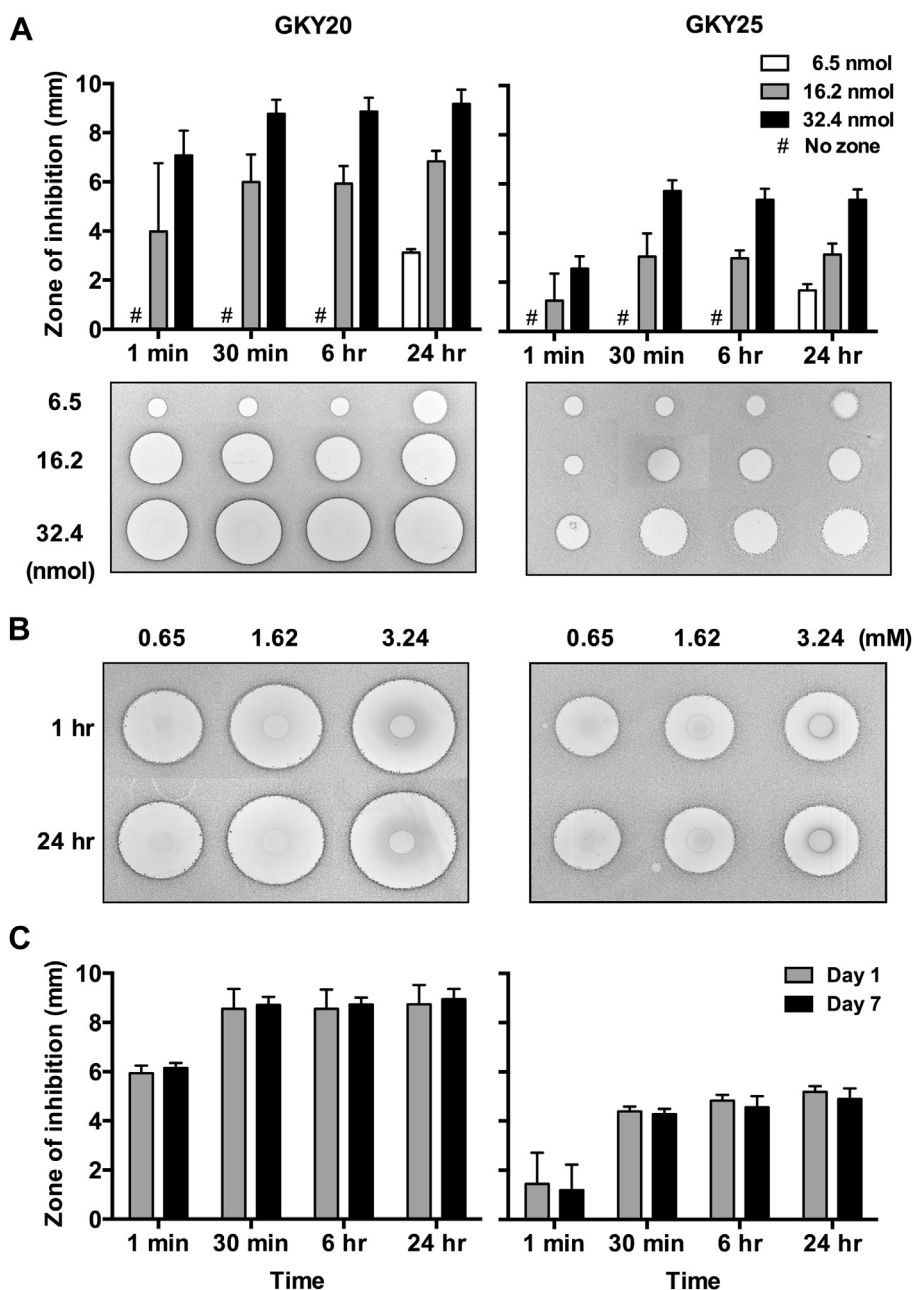 A
GKY20
GKY25
Zone of inhibition (mm)
10
8
6
4
2
0
# # #
1 min 30 min 6 hr 24 hr
6.5 nmol
16.2 nmol
32.4 nmol
# No zone
# # #
1 min 30 min 6 hr 24 hr
6.5
16.2
32.4
(nmol)
B
0.65 1.62 3.24
0.65 1.62 3.24 (mM)
1 hr
24 hr
C
Zone of inhibition (mm)
10
8
6
4
2
0
1 min 30 min 6 hr 24 hr
Time
Day 1
Day 7
1 min 30 min 6 hr 24 hr
Time